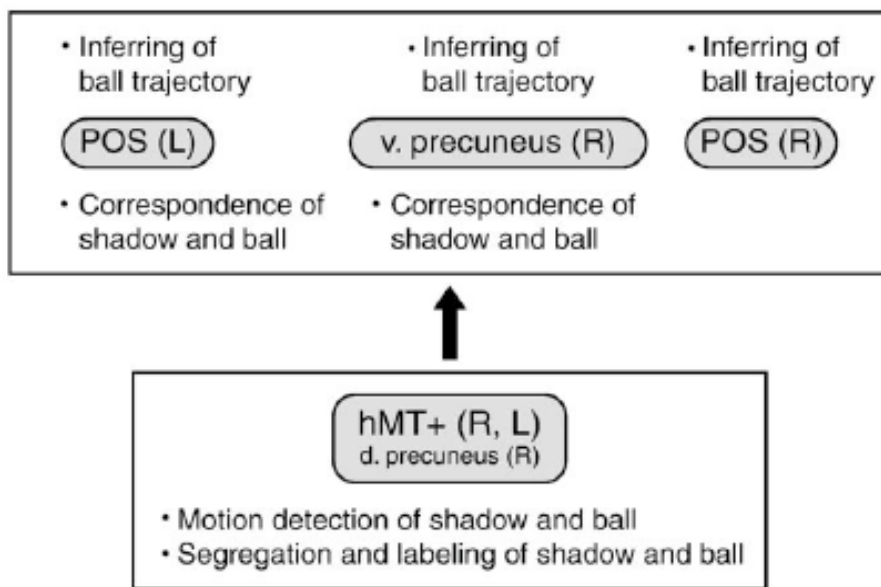 • Inferring of
ball trajectory
• Inferring of
ball trajectory
• Inferring of
ball trajectory
POS (L)
v. precuneus (R)
POS (R)
• Correspondence of
shadow and ball
• Correspondence of
shadow and ball
hMT+ (R, L)
d. precuneus (R)
• Motion detection of shadow and ball
• Segregation and labeling of shadow and ball